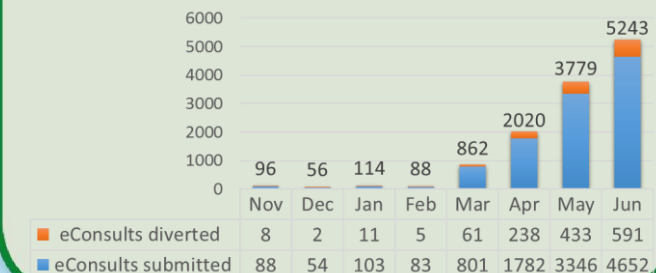 6000
5000
4000
3000
2000
1000
0
96 56 114 88 862 2020 3779 5243
Nov Dec Jan Feb Mar Apr May Jun
eConsults diverted 8 2 11 5 61 238 433 591
eConsults submitted 88 54 103 83 801 1782 3346 4652